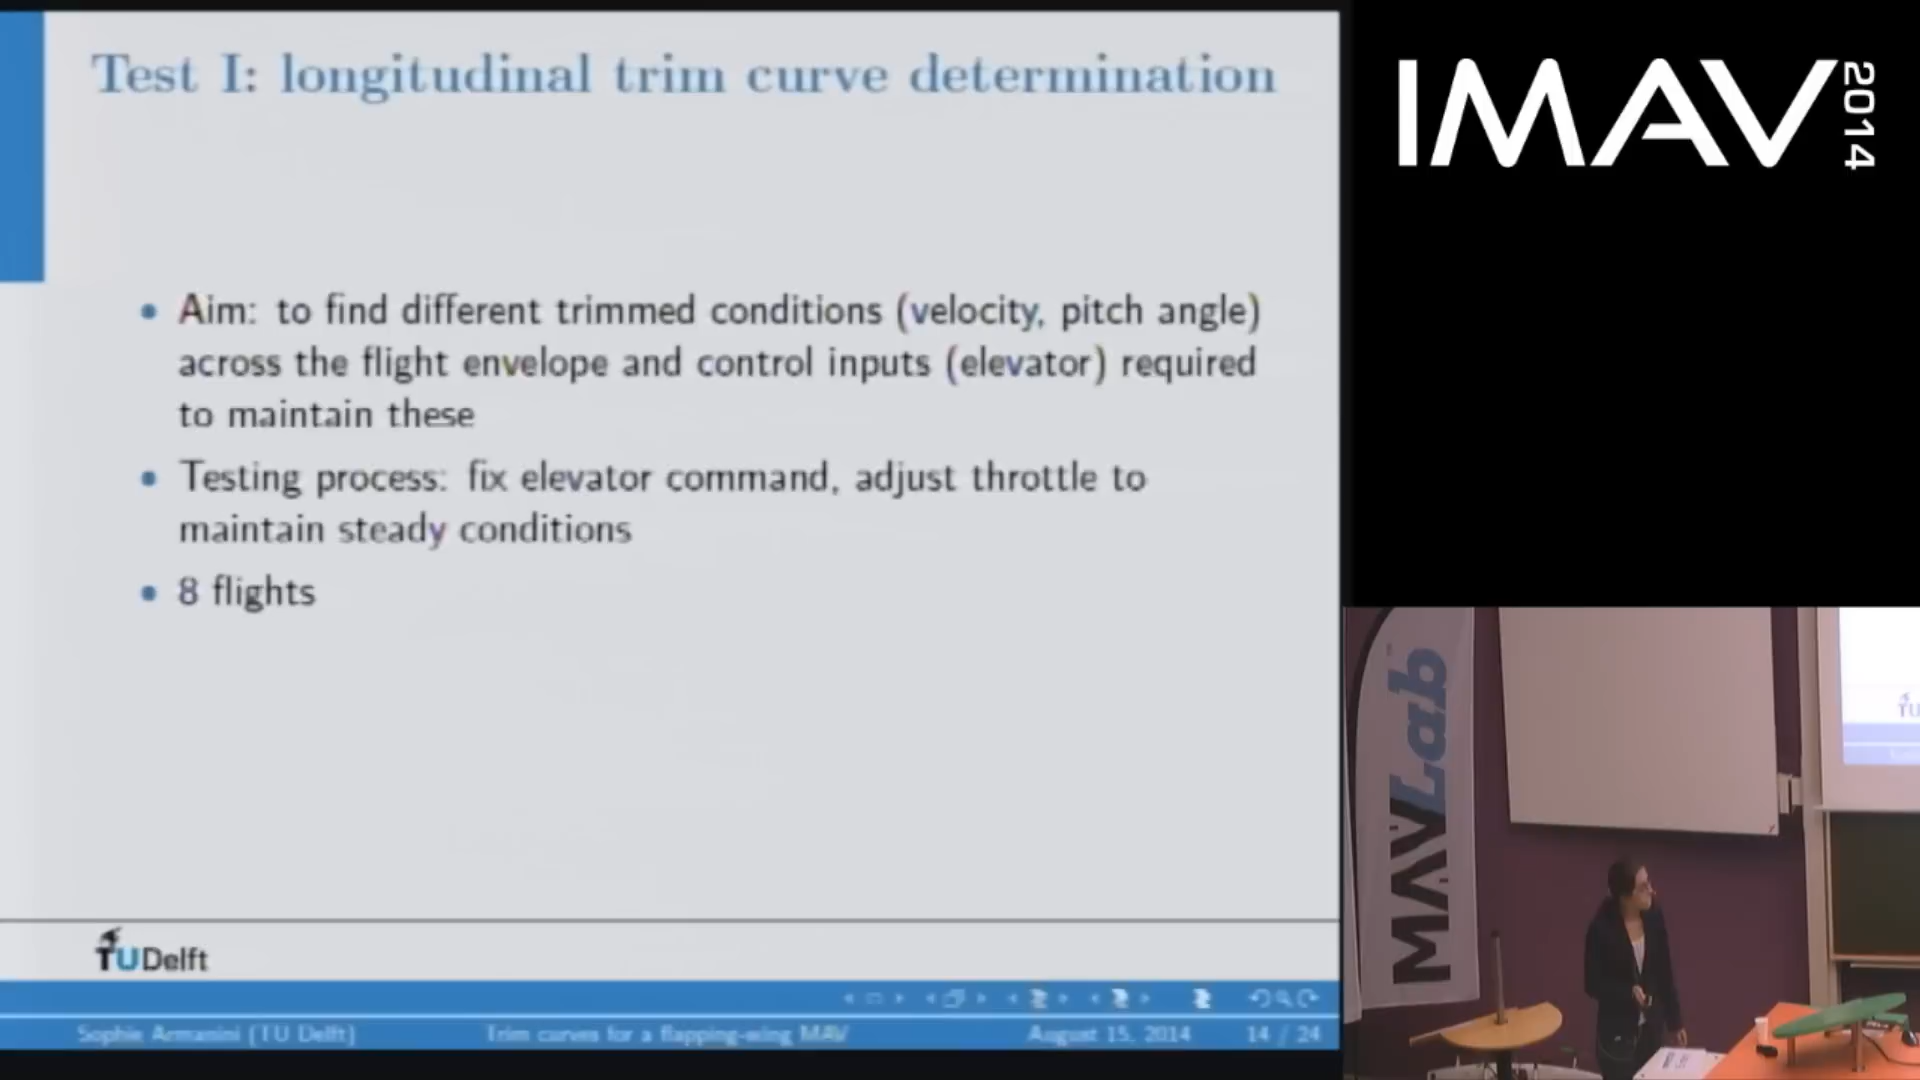 Test I: longitudinal trim curve determination
• Aim: to find different trimmed conditions (velocity, pitch angle)
across the flight envelope and control inputs (elevator) required
to maintain these
• Testing process: fix elevator command, adjust throttle to
maintain steady conditions
• 8 flights
TUDelft
Sophie Armanini (TU Delft) Trim curves for a flapping-wing MAV August 15, 2014 14 / 24
IMAV 2014
MAVLab
TU